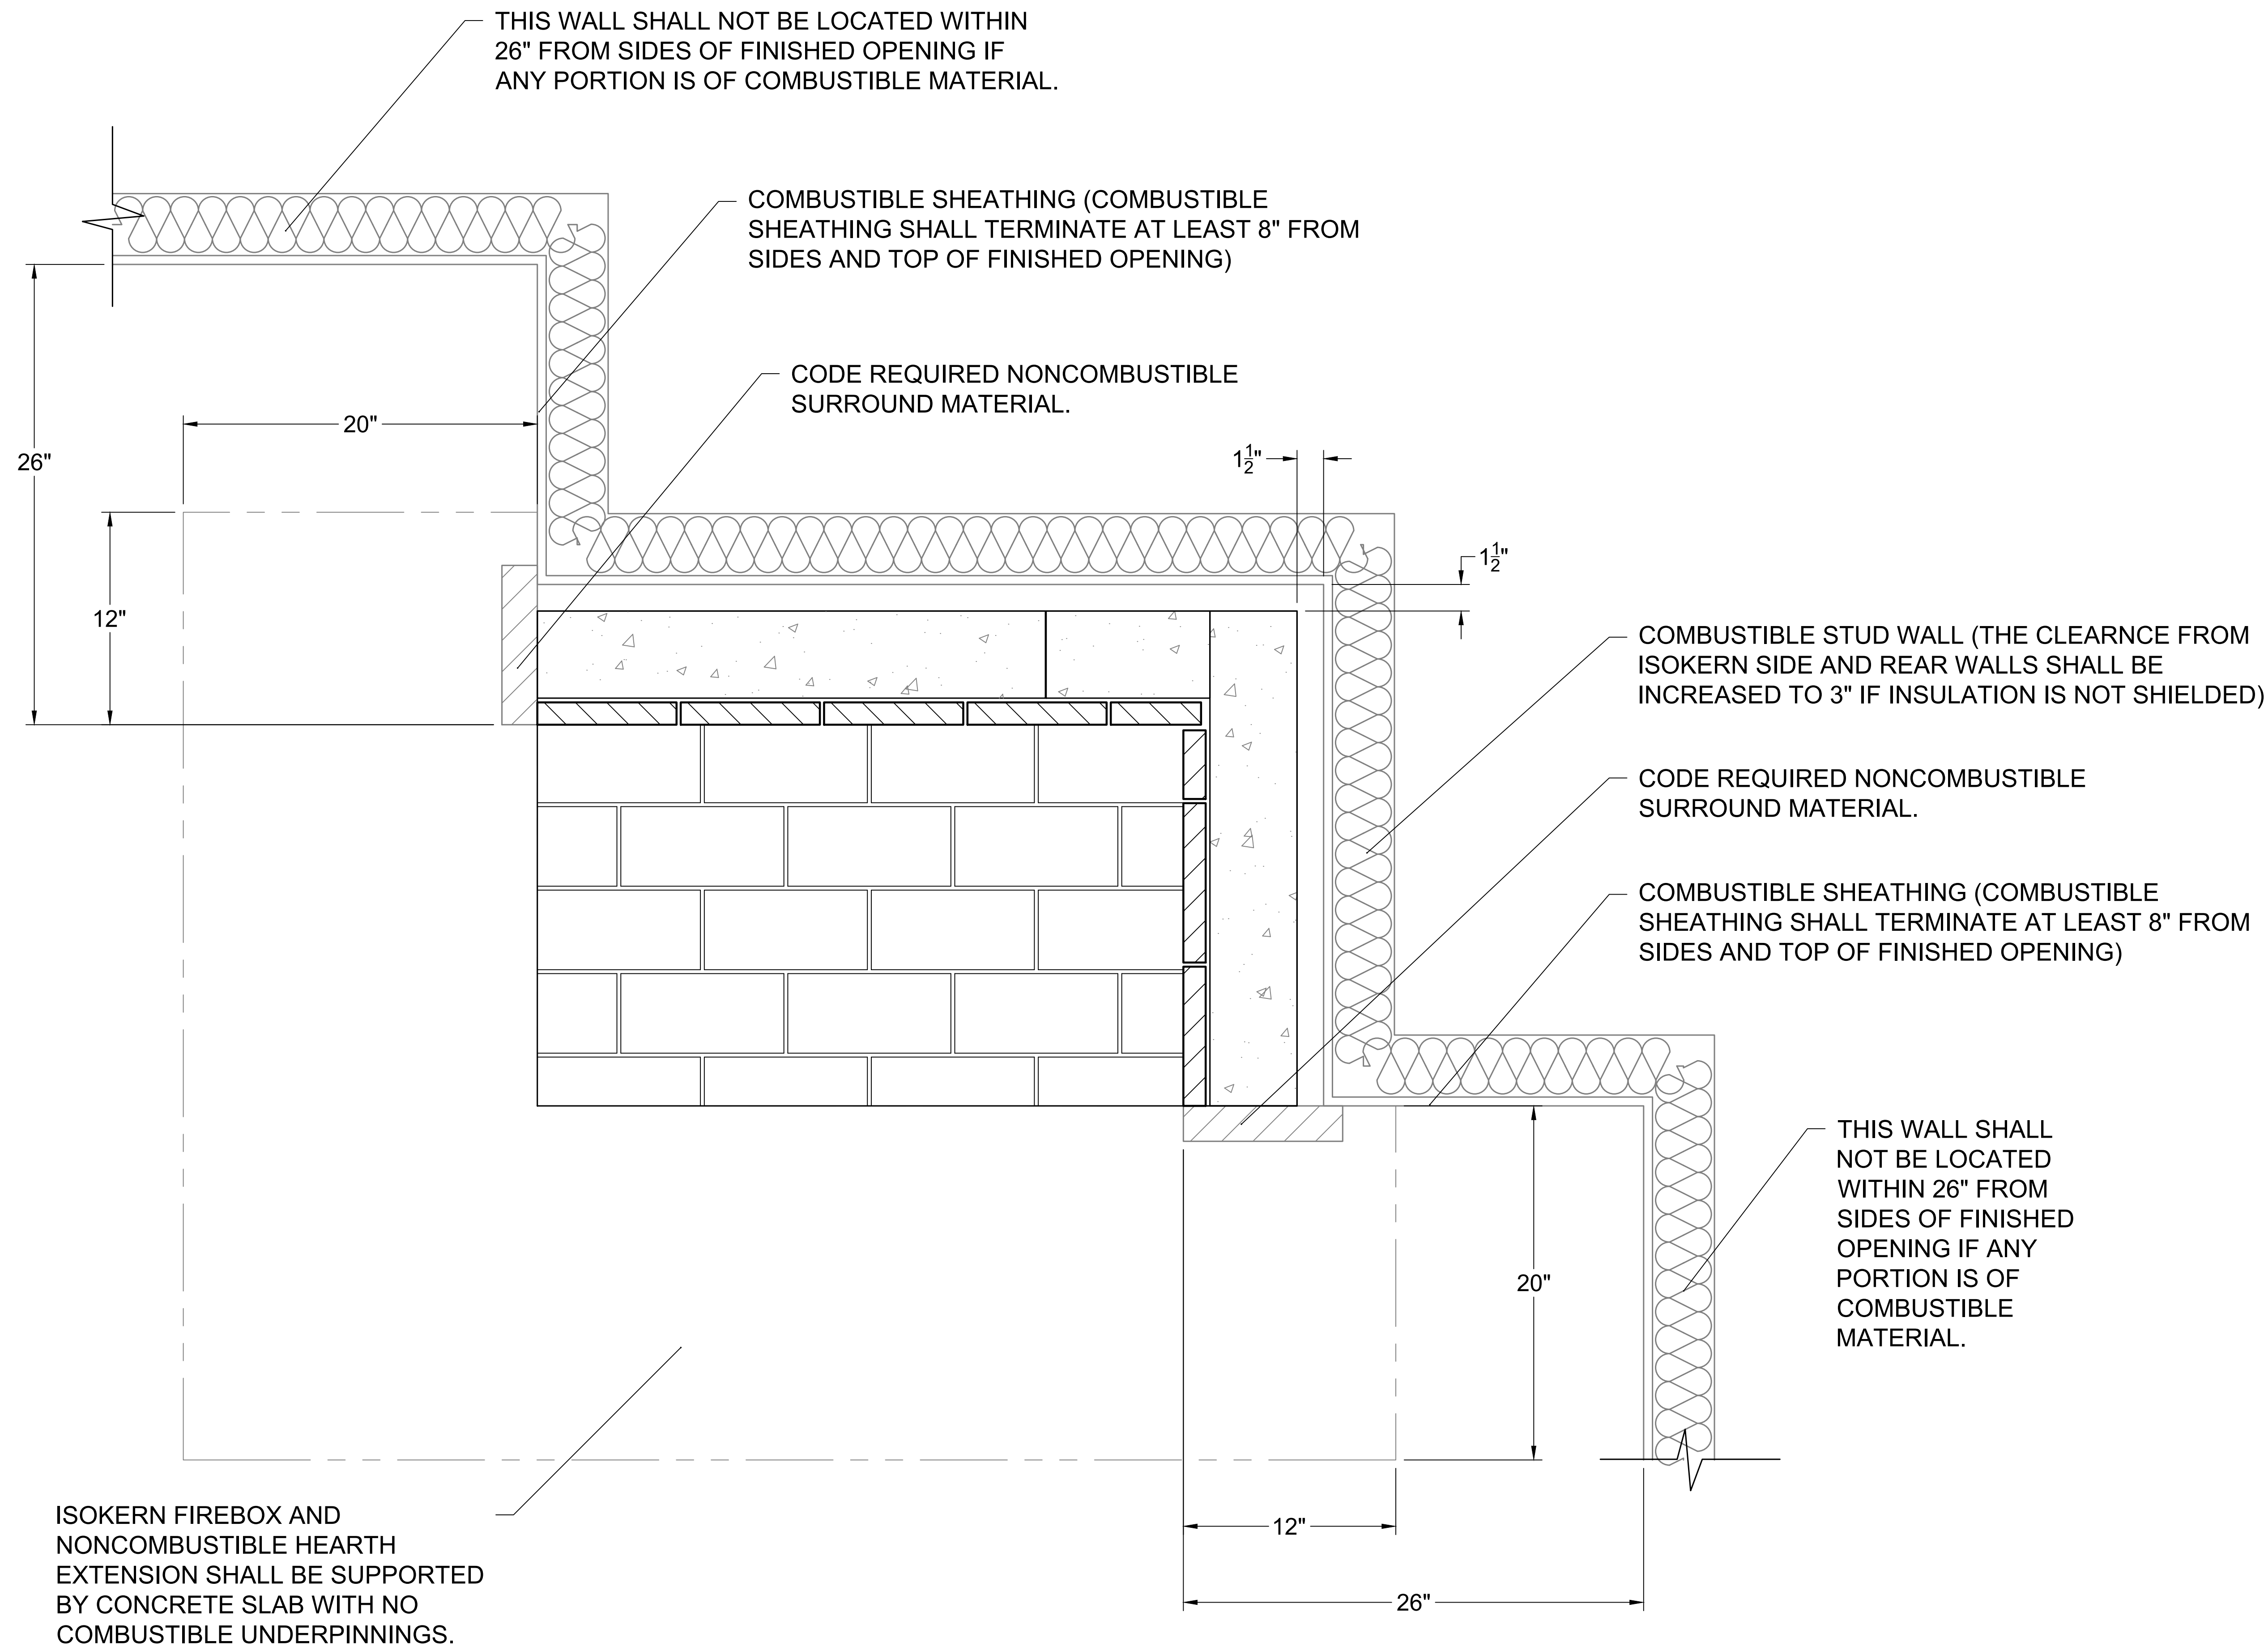 THIS WALL SHALL NOT BE LOCATED WITHIN
26" FROM SIDES OF FINISHED OPENING IF
ANY PORTION IS OF COMBUSTIBLE MATERIAL.
COMBUSTIBLE SHEATHING (COMBUSTIBLE
SHEATHING SHALL TERMINATE AT LEAST 8" FROM
SIDES AND TOP OF FINISHED OPENING)
CODE REQUIRED NONCOMBUSTIBLE
SURROUND MATERIAL.
20"
26"
12"
1 1/2"
1 1/2"
COMBUSTIBLE STUD WALL (THE CLEARNCE FROM
ISOKERN SIDE AND REAR WALLS SHALL BE
INCREASED TO 3" IF INSULATION IS NOT SHIELDED)
CODE REQUIRED NONCOMBUSTIBLE
SURROUND MATERIAL.
COMBUSTIBLE SHEATHING (COMBUSTIBLE
SHEATHING SHALL TERMINATE AT LEAST 8" FROM
SIDES AND TOP OF FINISHED OPENING)
THIS WALL SHALL
NOT BE LOCATED
WITHIN 26" FROM
SIDES OF FINISHED
OPENING IF ANY
PORTION IS OF
COMBUSTIBLE
MATERIAL.
20"
12"
26"
ISOKERN FIREBOX AND
NONCOMBUSTIBLE HEARTH
EXTENSION SHALL BE SUPPORTED
BY CONCRETE SLAB WITH NO
COMBUSTIBLE UNDERPINNINGS.